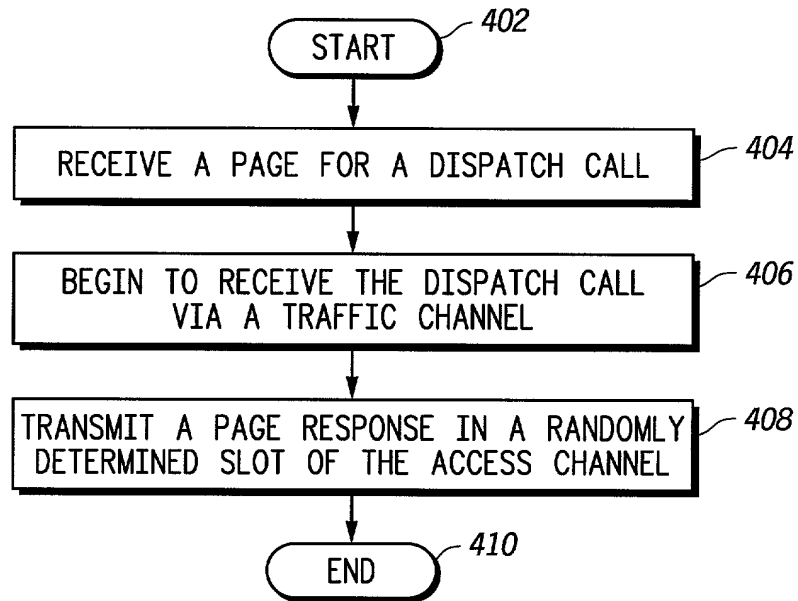 START
402
RECEIVE A PAGE FOR A DISPATCH CALL
404
BEGIN TO RECEIVE THE DISPATCH CALL
VIA A TRAFFIC CHANNEL
406
TRANSMIT A PAGE RESPONSE IN A RANDOMLY
DETERMINED SLOT OF THE ACCESS CHANNEL
408
END
410